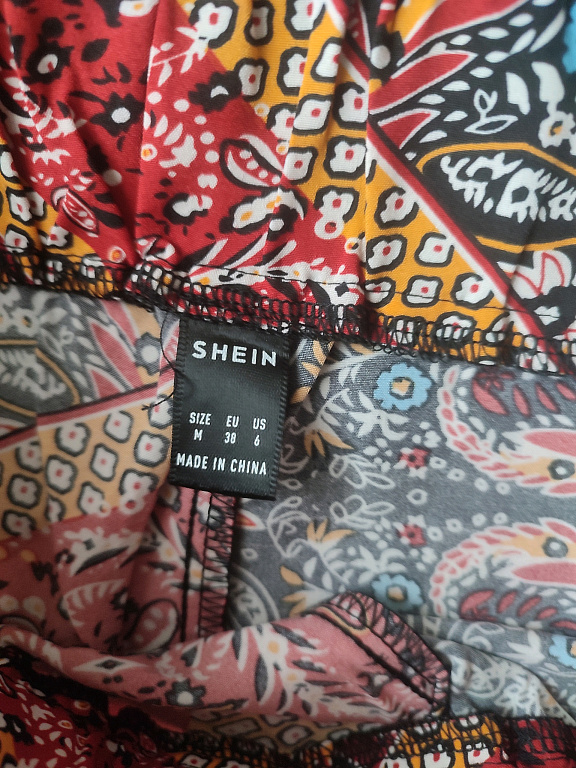 SHEIN
SIZE EU US
M 38 6
MADE IN CHINA